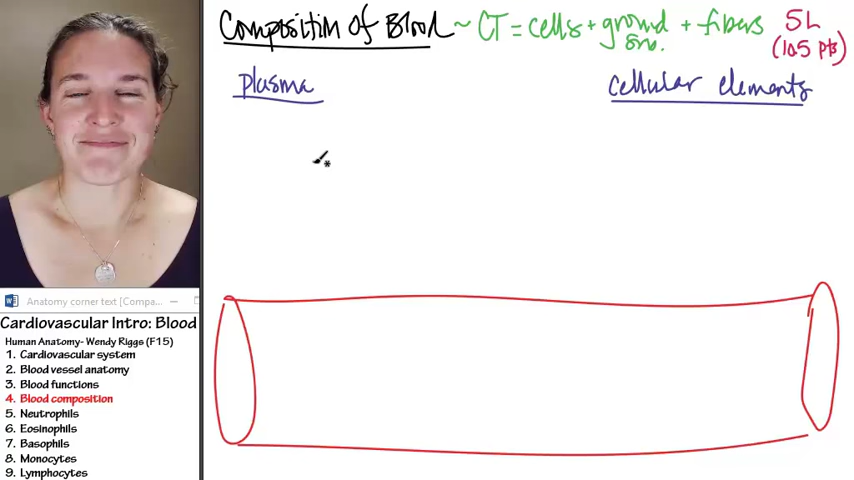 Composition of Blood ~ CT = cells + ground sns. + fibers 5L
(10.5 pts)
plasma
cellular elements
Anatomy corner text [Compa...
Cardiovascular Intro: Blood
Human Anatomy- Wendy Riggs (F15)
1. Cardiovascular system
2. Blood vessel anatomy
3. Blood functions
4. Blood composition
5. Neutrophils
6. Eosinophils
7. Basophils
8. Monocytes
9. Lymphocytes